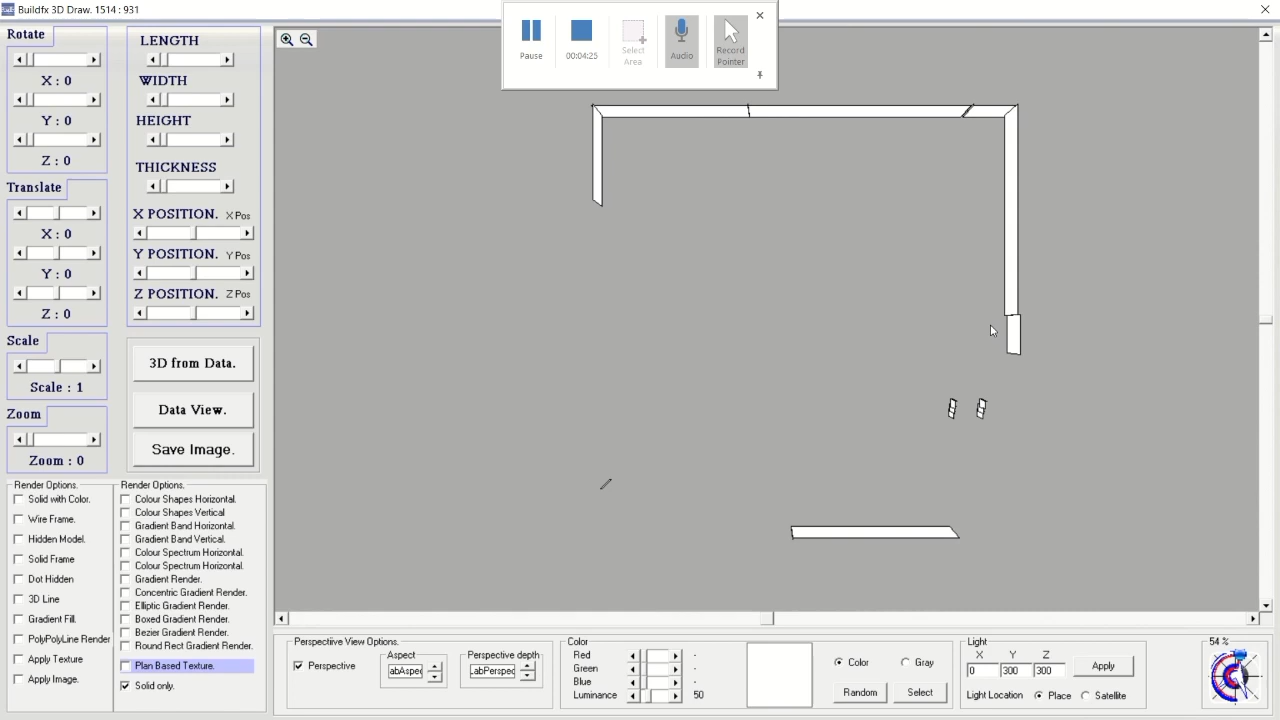 Buildfx 3D Draw. 1514 : 931
Pause
00:04:25
Select
Area
Audio
Record
Pointer
Rotate
X : 0
Y : 0
Z : 0
Translate
X : 0
Y : 0
Z : 0
Scale
Scale : 1
Zoom
Zoom : 0
LENGTH
WIDTH
HEIGHT
THICKNESS
X POSITION. X Pos
Y POSITION. Y Pos
Z POSITION. Z Pos
3D from Data.
Data View.
Save Image.
Render Options.
Solid with Color.
Wire Frame.
Hidden Model.
Solid Frame
Dot Hidden
3D Line
Gradient Fill.
PolyPolyLine Render
Apply Texture
Apply Image.
Render Options.
Colour Shapes Horizontal.
Colour Shapes Vertical
Gradient Band Horizontal.
Gradient Band Vertical.
Colour Spectrum Horizontal.
Colour Spectrum Horizontal.
Gradient Render.
Concentric Gradient Render.
Elliptic Gradient Render.
Boxed Gradient Render.
Bezier Gradient Render.
Round Rect Gradient Render.
Plan Based Texture.
Solid only.
Perspective View Options.
Perspective
Aspect
abAspec
Perspective depth
.abPerspec
Color
Red -
Green -
Blue -
Luminance 50
Color Gray
Random Select
Light
X Y Z
0 300 300 Apply
Light Location Place Satellite
54 %